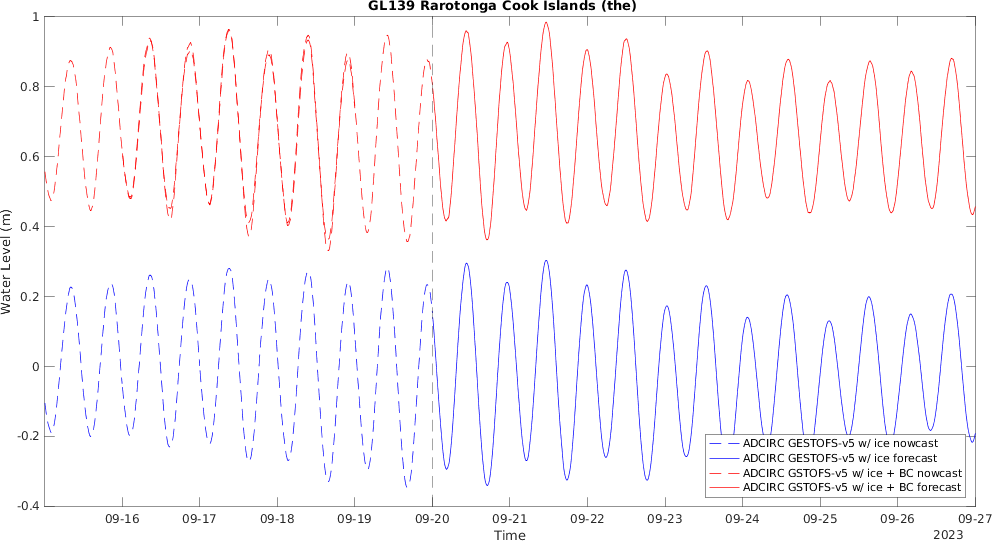 GL139 Rarotonga Cook Islands (the)
1
0.8
0.6
0.4
0.2
0
-0.2
-0.4
Water Level (m)
ADCIRC GESTOFS-v5 w/ ice nowcast
ADCIRC GESTOFS-v5 w/ ice forecast
ADCIRC GSTOFS-v5 w/ ice + BC nowcast
ADCIRC GSTOFS-v5 w/ ice + BC forecast
09-16 09-17 09-18 09-19 09-20 09-21 09-22 09-23 09-24 09-25 09-26 09-27
Time
2023